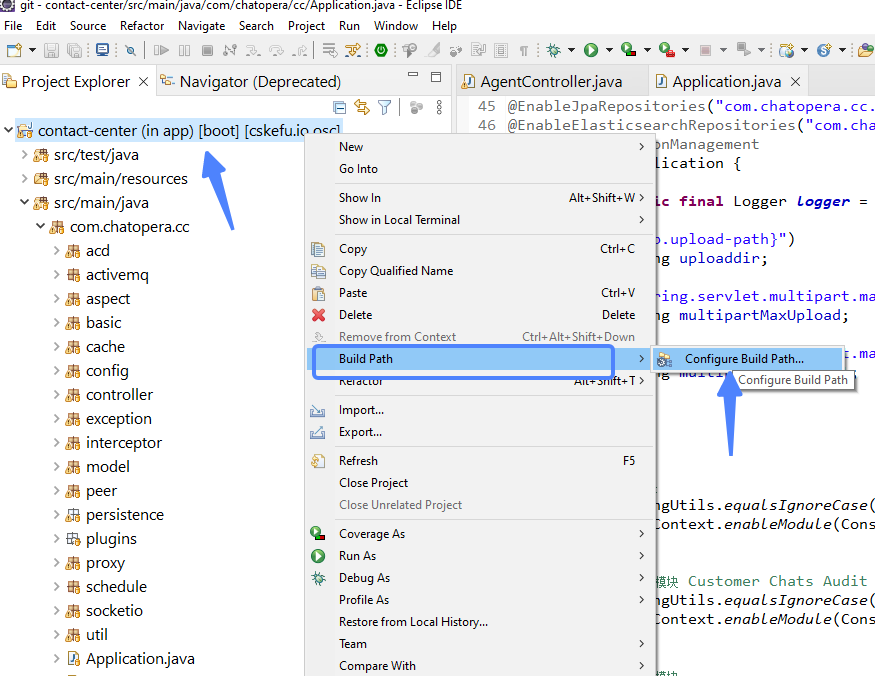 git - contact-center/src/main/java/com/chatopera/cc/Application.java - Eclipse IDE
File Edit Source Refactor Navigate Search Project Run Window Help
Project Explorer
Navigator (Deprecated)
AgentController.java
Application.java
contact-center (in app) [boot] [cskefu.io osc]
src/test/java
src/main/resources
src/main/java
com.chatopera.cc
acd
activemq
aspect
basic
cache
config
controller
exception
interceptor
model
peer
persistence
plugins
proxy
schedule
socketio
util
Application.java
New
Go Into
Show In Alt+Shift+W
Show in Local Terminal
Copy Ctrl+C
Copy Qualified Name
Paste Ctrl+V
Delete Delete
Remove from Context Ctrl+Alt+Shift+Down
Build Path
Refactor Alt+Shift+T
Import...
Export...
Refresh F5
Close Project
Close Unrelated Project
Coverage As
Run As
Debug As
Profile As
Restore from Local History...
Team
Compare With
Configure Build Path...
Configure Build Path
45 @EnableJpaRepositories("com.chatopera.cc.
46 @EnableElasticsearchRepositories("com.cha
onManagement
lication {
ic final Logger logger =
b.upload-path}")
ng uploaddir;
ring.servlet.multipart.ma
ng multipartMaxUpload;
t.ma
ng multi
ngUtils.equalsIgnoreCase(
Context.enableModule(Cons
模块 Customer Chats Audit
ngUtils.equalsIgnoreCase(
Context.enableModule(Cons
模块